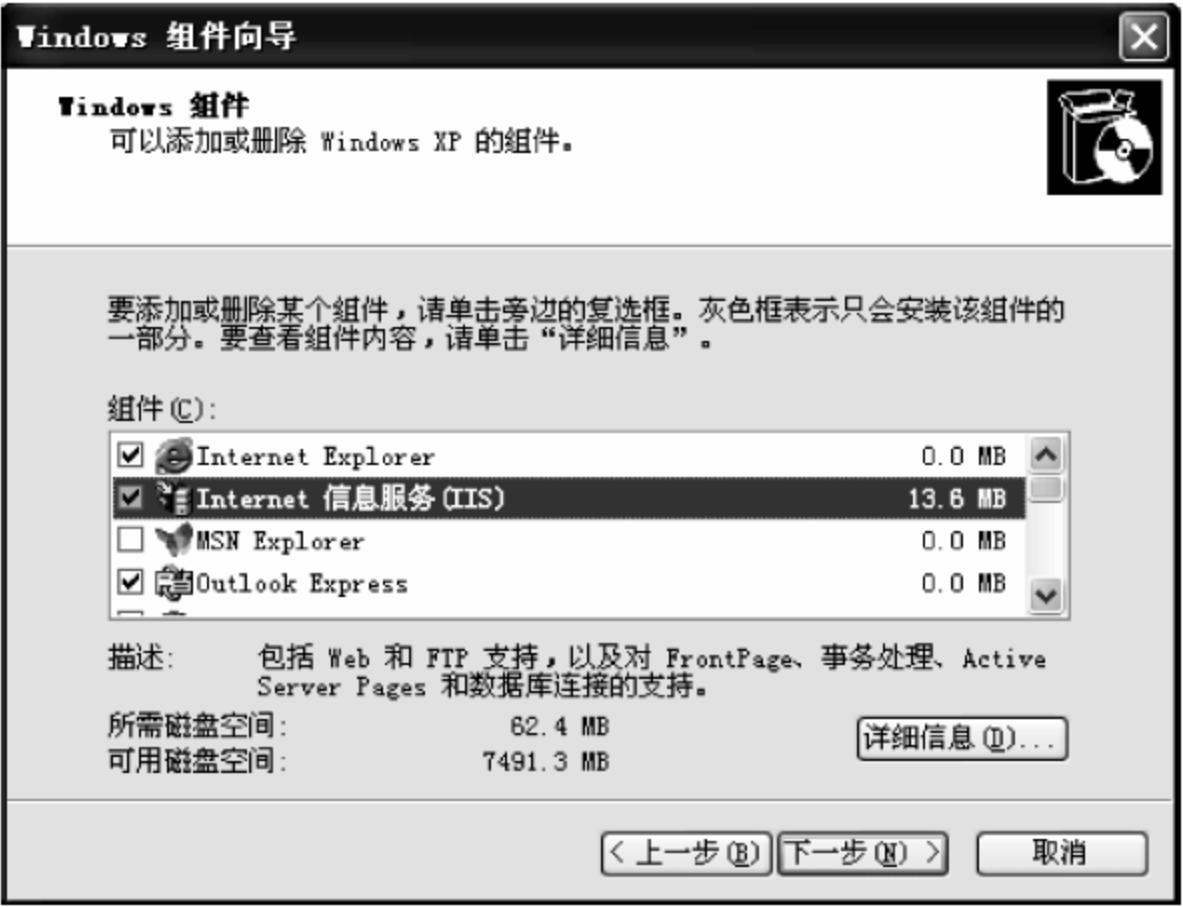 Windows 组件向导
Windows 组件
可以添加或删除 Windows XP 的组件。
要添加或删除某个组件，请单击旁边的复选框。灰色框表示只会安装该组件的
一部分。要查看组件内容，请单击“详细信息”。
组件(C):
Internet Explorer 0.0 MB
Internet 信息服务(IIS) 13.6 MB
MSN Explorer 0.0 MB
Outlook Express 0.0 MB
描述: 包括 Web 和 FTP 支持，以及对 FrontPage、事务处理、Active
Server Pages 和数据库连接的支持。
所需磁盘空间: 62.4 MB
详细信息(D)...
可用磁盘空间: 7491.3 MB
< 上一步(B) 下一步(N) > 取消